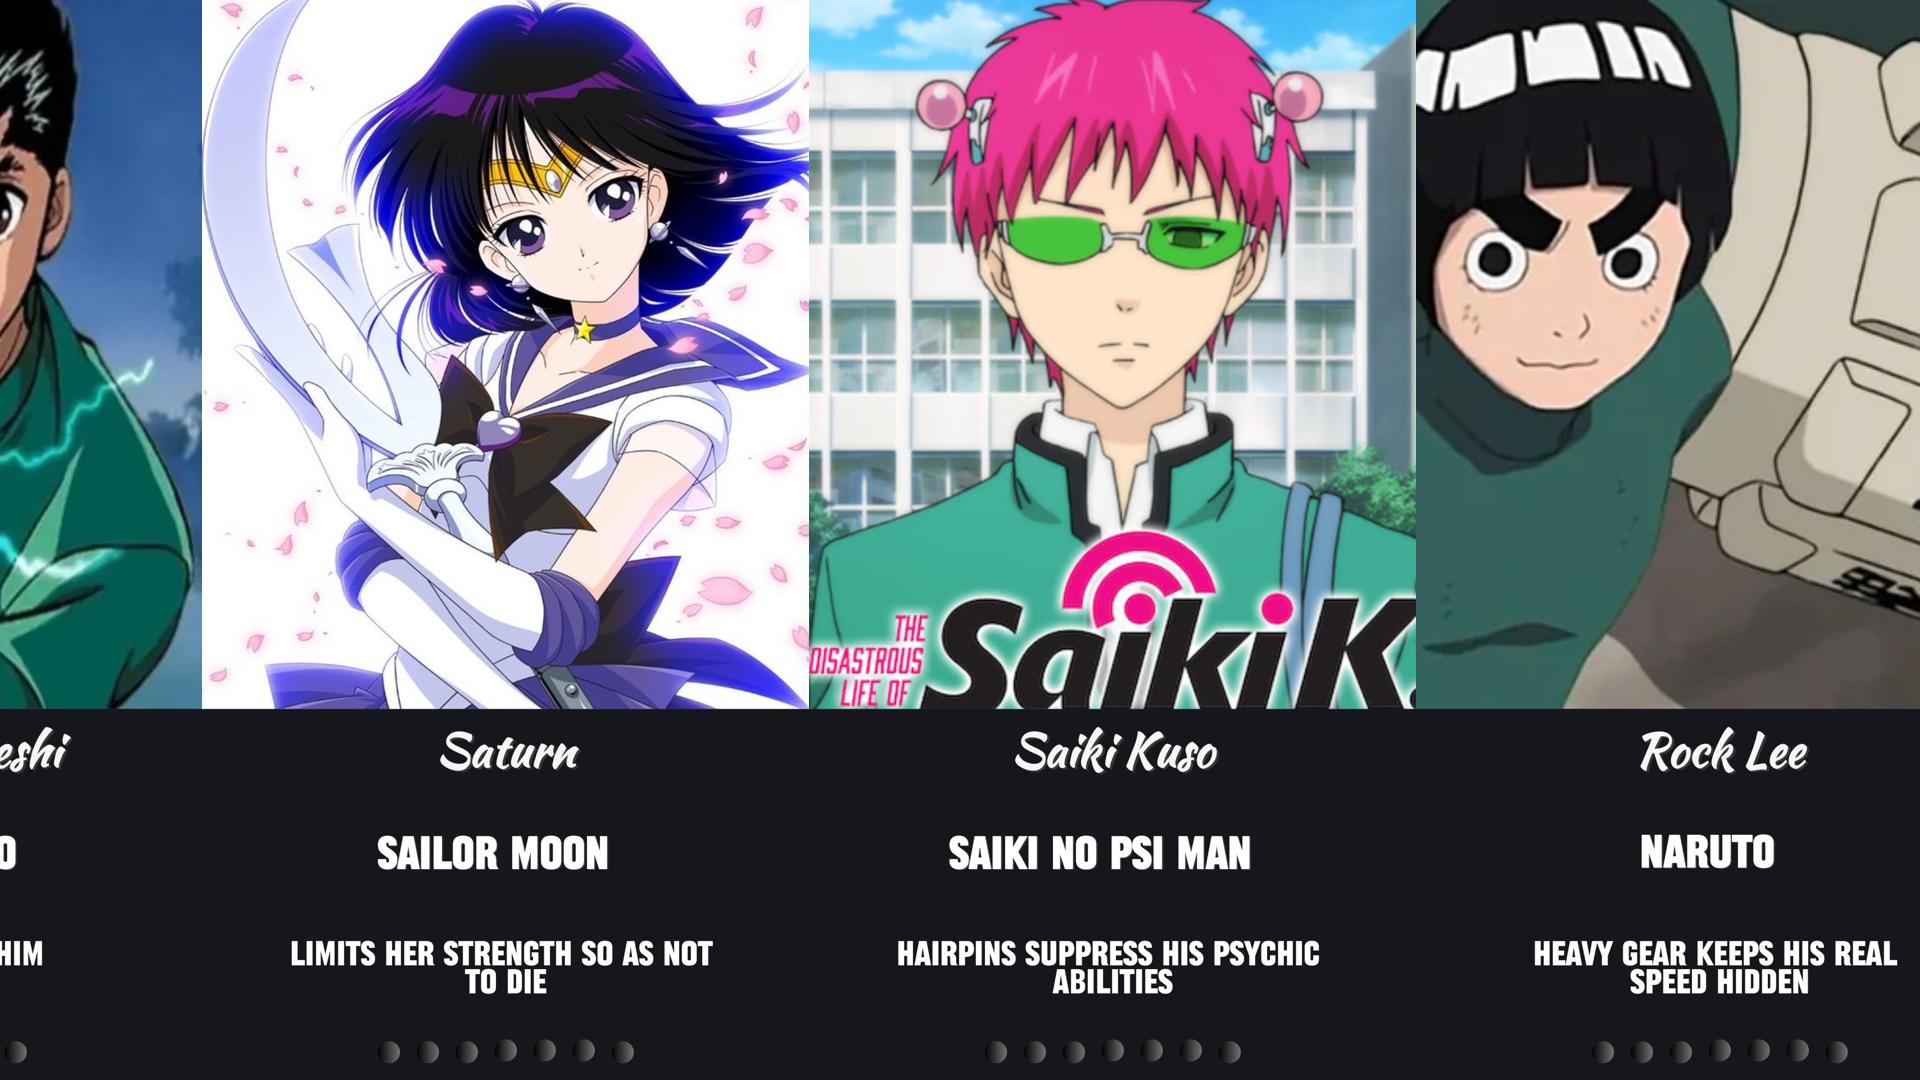 THE
DISASTROUS
LIFE OF
Saiki K.
eshi
O
HIM
Saturn
SAILOR MOON
LIMITS HER STRENGTH SO AS NOT
TO DIE
Saiki Kuso
SAIKI NO PSI MAN
HAIRPINS SUPPRESS HIS PSYCHIC
ABILITIES
Rock Lee
NARUTO
HEAVY GEAR KEEPS HIS REAL
SPEED HIDDEN